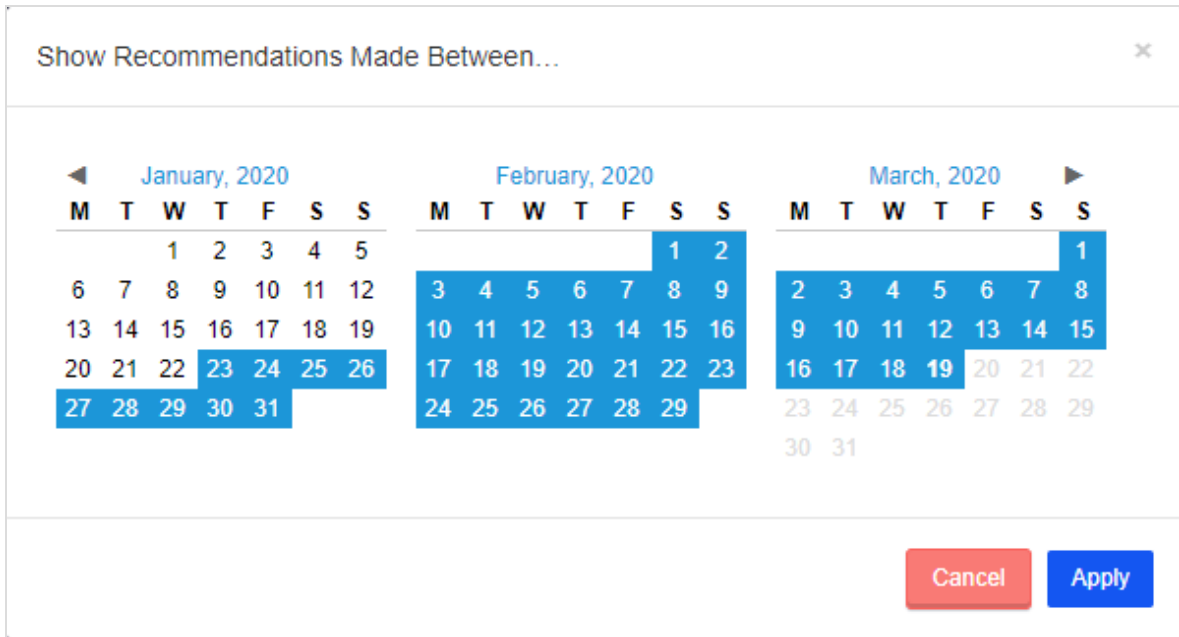 Show Recommendations Made Between...
×
◀ January, 2020
M T W T F S S
1 2 3 4 5
6 7 8 9 10 11 12
13 14 15 16 17 18 19
20 21 22 23 24 25 26
27 28 29 30 31
February, 2020
M T W T F S S
1 2
3 4 5 6 7 8 9
10 11 12 13 14 15 16
17 18 19 20 21 22 23
24 25 26 27 28 29
March, 2020 ▶
M T W T F S S
1
2 3 4 5 6 7 8
9 10 11 12 13 14 15
16 17 18 19 20 21 22
23 24 25 26 27 28 29
30 31
Cancel
Apply